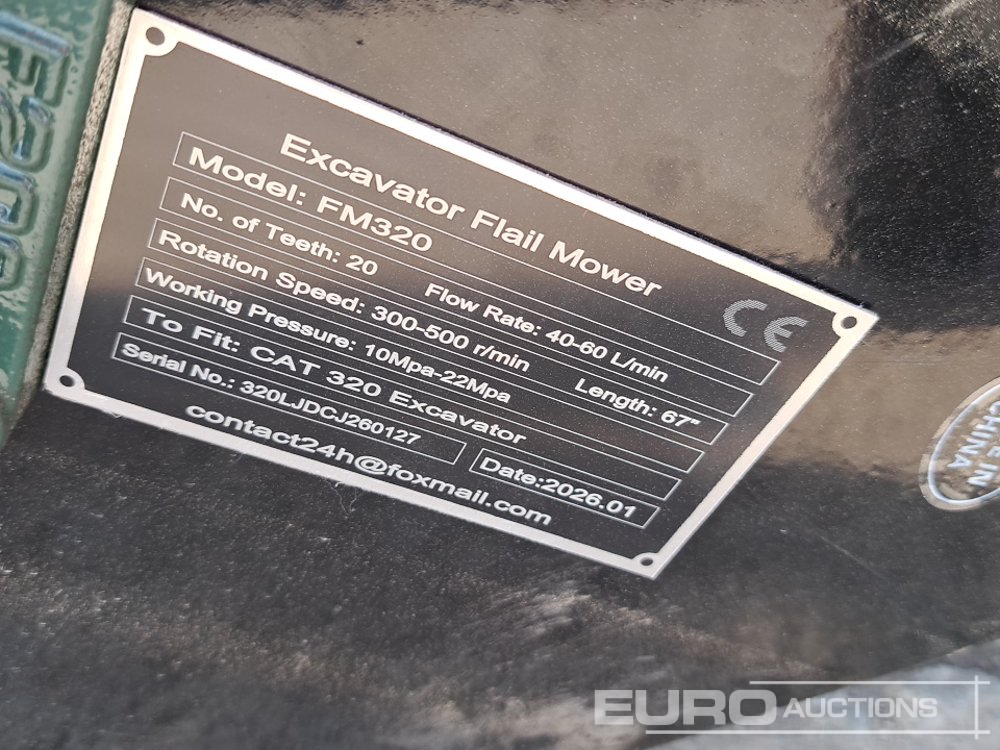 Excavator Flail Mower
Model: FM320
CE
No. of Teeth: 20 Flow Rate: 40-60 L/min
Rotation Speed: 300-500 r/min Length: 67"
Working Pressure: 10Mpa-22Mpa
To Fit: CAT 320 Excavator
Serial No.: 320LJDCJ260127 Date:2026.01
contact24h@foxmail.com
IN
CHINA
EURO AUCTIONS